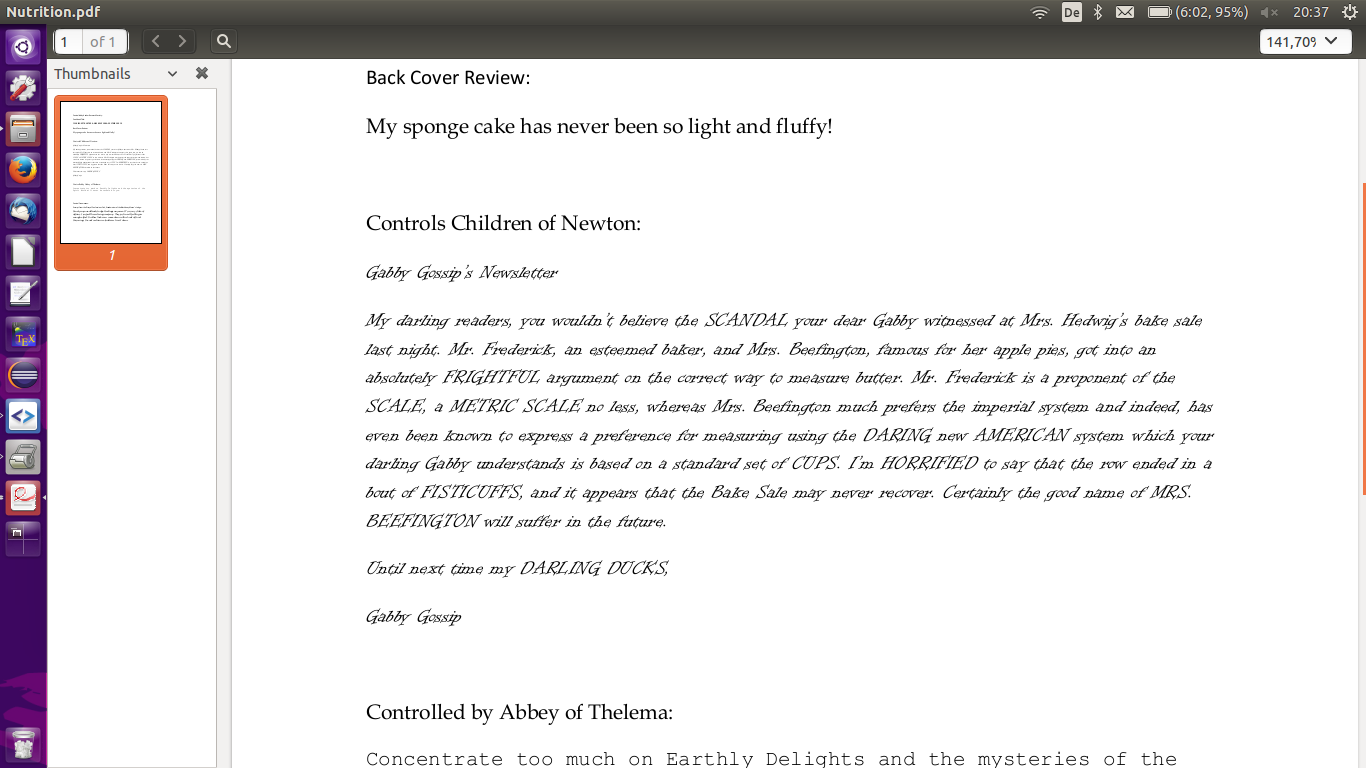 Nutrition.pdf
De
(6:02, 95%)
20:37
1 of 1
141,70%
Thumbnails
1
Back Cover Review:
My sponge cake has never been so light and fluffy!
Controls Children of Newton:
Gabby Gossip's Newsletter
My darling readers, you wouldn't believe the SCANDAL your dear Gabby witnessed at Mrs. Hedwig's bake sale
last night. Mr. Frederick, an esteemed baker, and Mrs. Beefington, famous for her apple pies, got into an
absolutely FRIGHTFUL argument on the correct way to measure butter. Mr. Frederick is a proponent of the
SCALE, a METRIC SCALE no less, whereas Mrs. Beefington much prefers the imperial system and indeed, has
even been known to express a preference for measuring using the DARING new AMERICAN system which your
darling Gabby understands is based on a standard set of CUPS. I'm HORRIFIED to say that the row ended in a
bout of FISTICUFFS, and it appears that the Bake Sale may never recover. Certainly the good name of MRS.
BEEFINGTON will suffer in the future.
Until next time my DARLING DUCKS,
Gabby Gossip
Controlled by Abbey of Thelema:
Concentrate too much on Earthly Delights and the mysteries of the